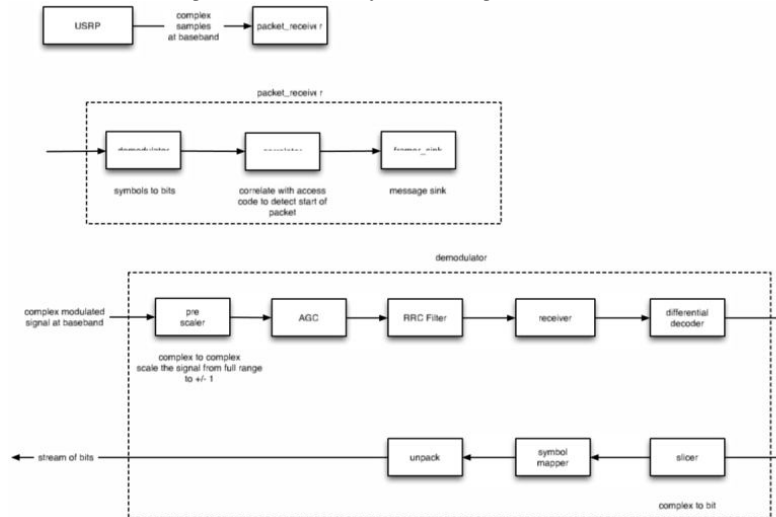 USRP
complex
samples
at baseband
packet_receiver
packet_receiver
symbols to bits
correlate with access
code to detect start of
packet
message sink
demodulator
complex modulated
signal at baseband
pre
scaler
AGC
RRC Filter
receiver
differential
decoder
complex to complex
scale the signal from full range
to +/- 1
stream of bits
unpack
symbol
mapper
slicer
complex to bit